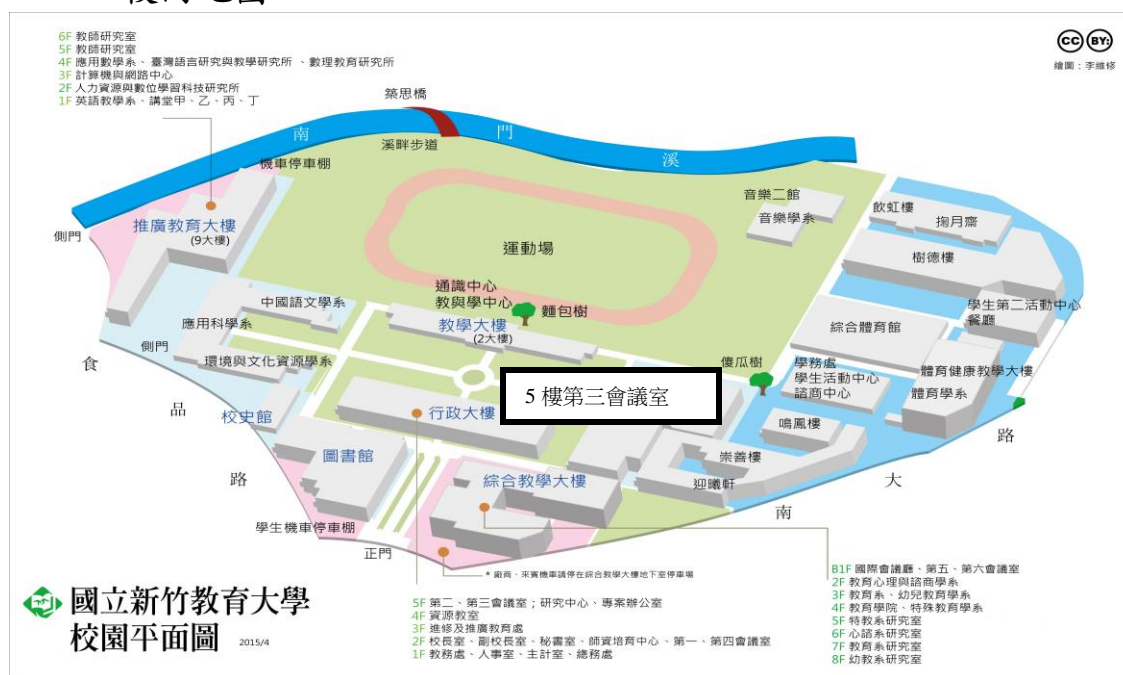 6F 教師研究室
5F 教師研究室
4F 應用數學系、臺灣語言研究與教學研究所、數理教育研究所
3F 計算機與網路中心
2F 人力資源與數位學習科技研究所
1F 英語教學系、講堂甲、乙、丙、丁
CC BY:
繪圖：李維修
築思橋
南門溪
溪畔步道
機車停車棚
音樂二館
音樂學系
飲虹樓
掬月齋
推廣教育大樓
(9大樓)
側門
運動場
樹德樓
通識中心
教與學中心
麵包樹
中國語文學系
學生第二活動中心
餐廳
應用科學系
教學大樓
(2大樓)
綜合體育館
側門
環境與文化資源學系
傻瓜樹
學務處
學生活動中心
諮商中心
體育健康教學大樓
體育學系
食品路
5 樓第三會議室
校史館
行政大樓
鳴鳳樓
圖書館
崇善樓
綜合教學大樓
迎曦軒
南大路
學生機車停車棚
正門
* 廠商、來賓機車請停在綜合教學大樓地下室停車場
國立新竹教育大學
校園平面圖 2015/4
5F 第二、第三會議室；研究中心、專案辦公室
4F 資源教室
3F 進修及推廣教育處
2F 校長室、副校長室、秘書室、師資培育中心、第一、第四會議室
1F 教務處、人事室、主計室、總務處
B1F 國際會議廳、第五、第六會議室
2F 教育心理與諮商學系
3F 教育系、幼兒教育學系
4F 教育學院、特殊教育學系
5F 特教系研究室
6F 心諮系研究室
7F 教育系研究室
8F 幼教系研究室